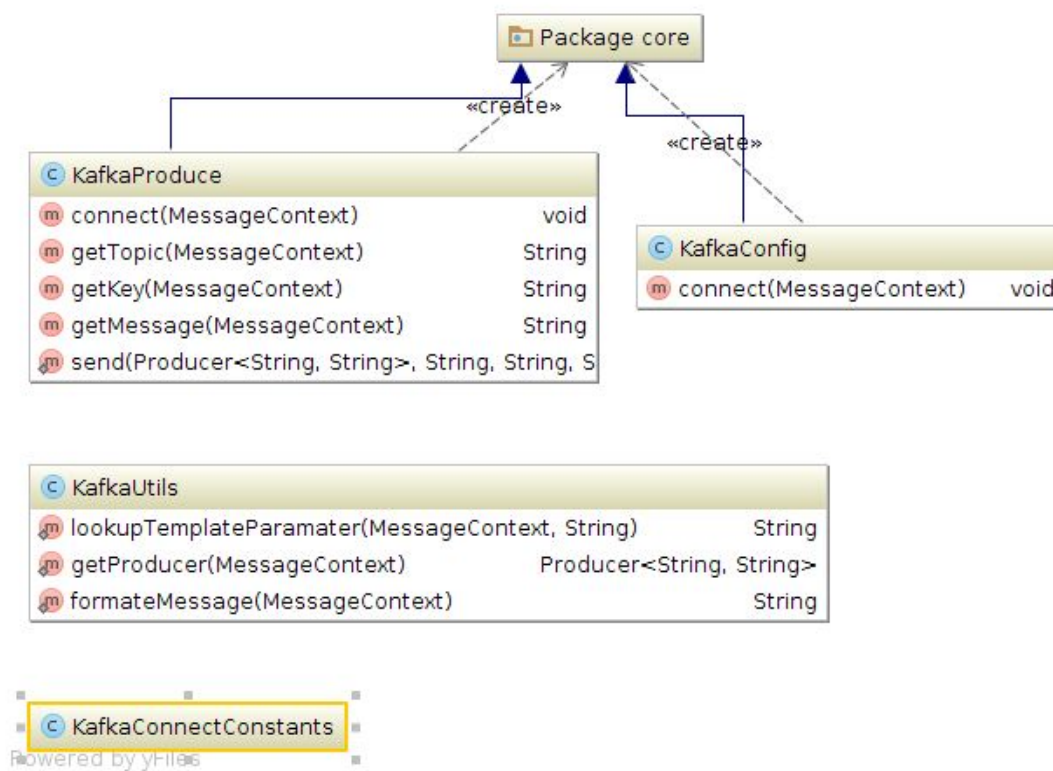 Package core
«create»
«create»
KafkaProduce
connect(MessageContext) void
getTopic(MessageContext) String
getKey(MessageContext) String
getMessage(MessageContext) String
send(Producer<String, String>, String, String, S
KafkaConfig
connect(MessageContext) void
KafkaUtils
lookupTemplateParamater(MessageContext, String) String
getProducer(MessageContext) Producer<String, String>
formateMessage(MessageContext) String
KafkaConnectConstants
Powered by yFiles